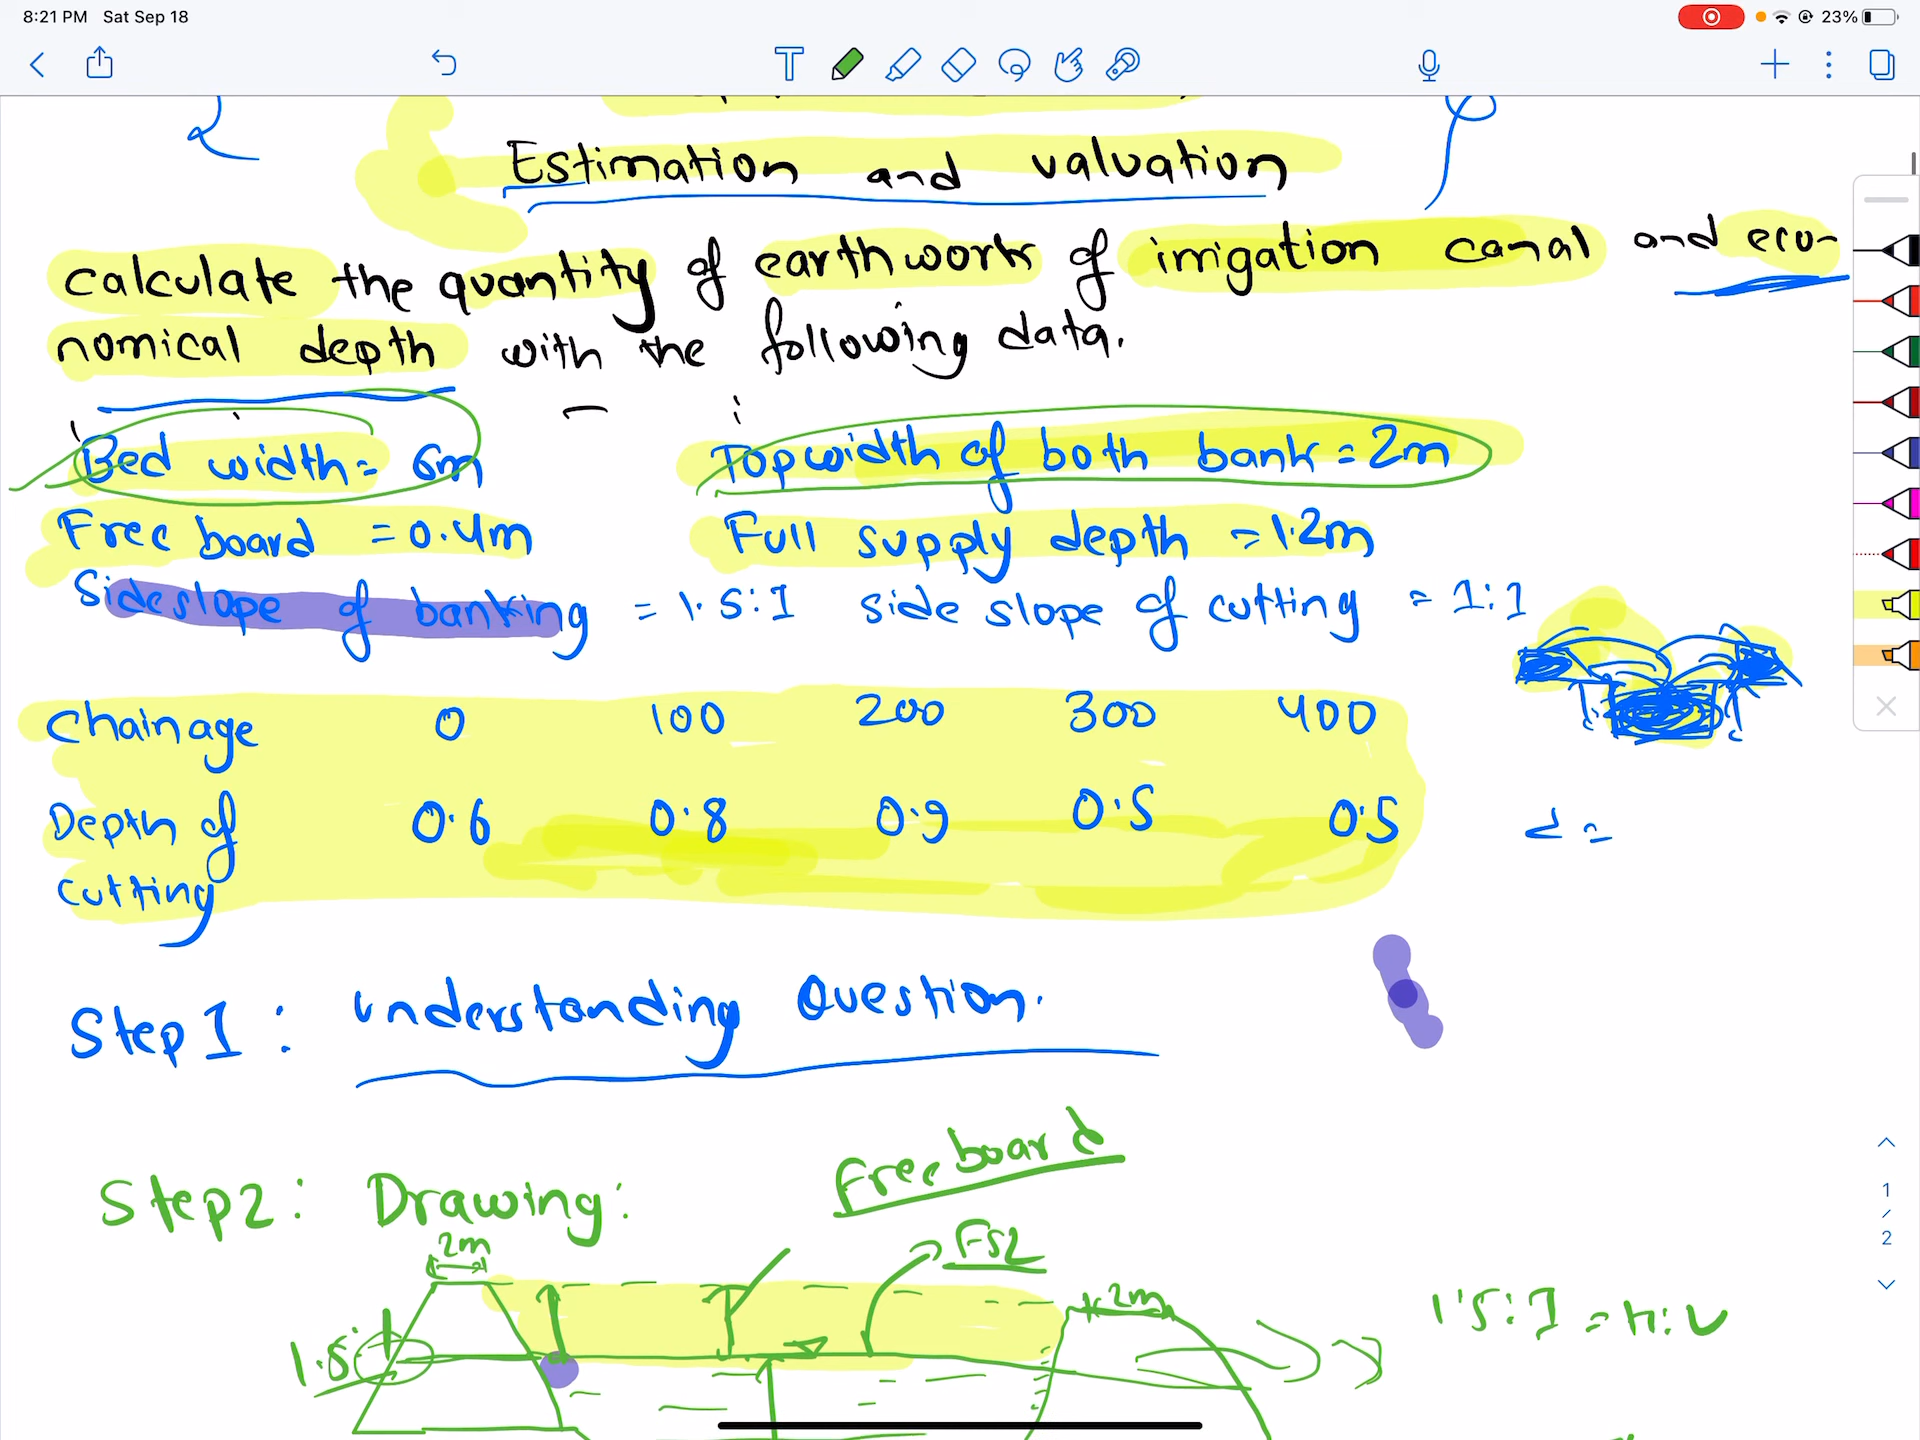 8:21 PM Sat Sep 18
23%
Estimation and valuation
calculate the quantity of earthwork of irrigation canal and eco-
nomical depth with the following data.
Bed width = 6m Top width of both bank = 2m
Free board = 0.4m Full supply depth = 1.2m
Side slope of banking = 1.5:1 side slope of cutting = 1:1
Chainage 0 100 200 300 400
Depth of 0.6 0.8 0.9 0.5 0.5 d =
cutting
Step 1 : understanding Question.
Free board
Step 2 : Drawing :
2m
FSL
2m
1.5:1 = H:V
1.5
1
1
/
2